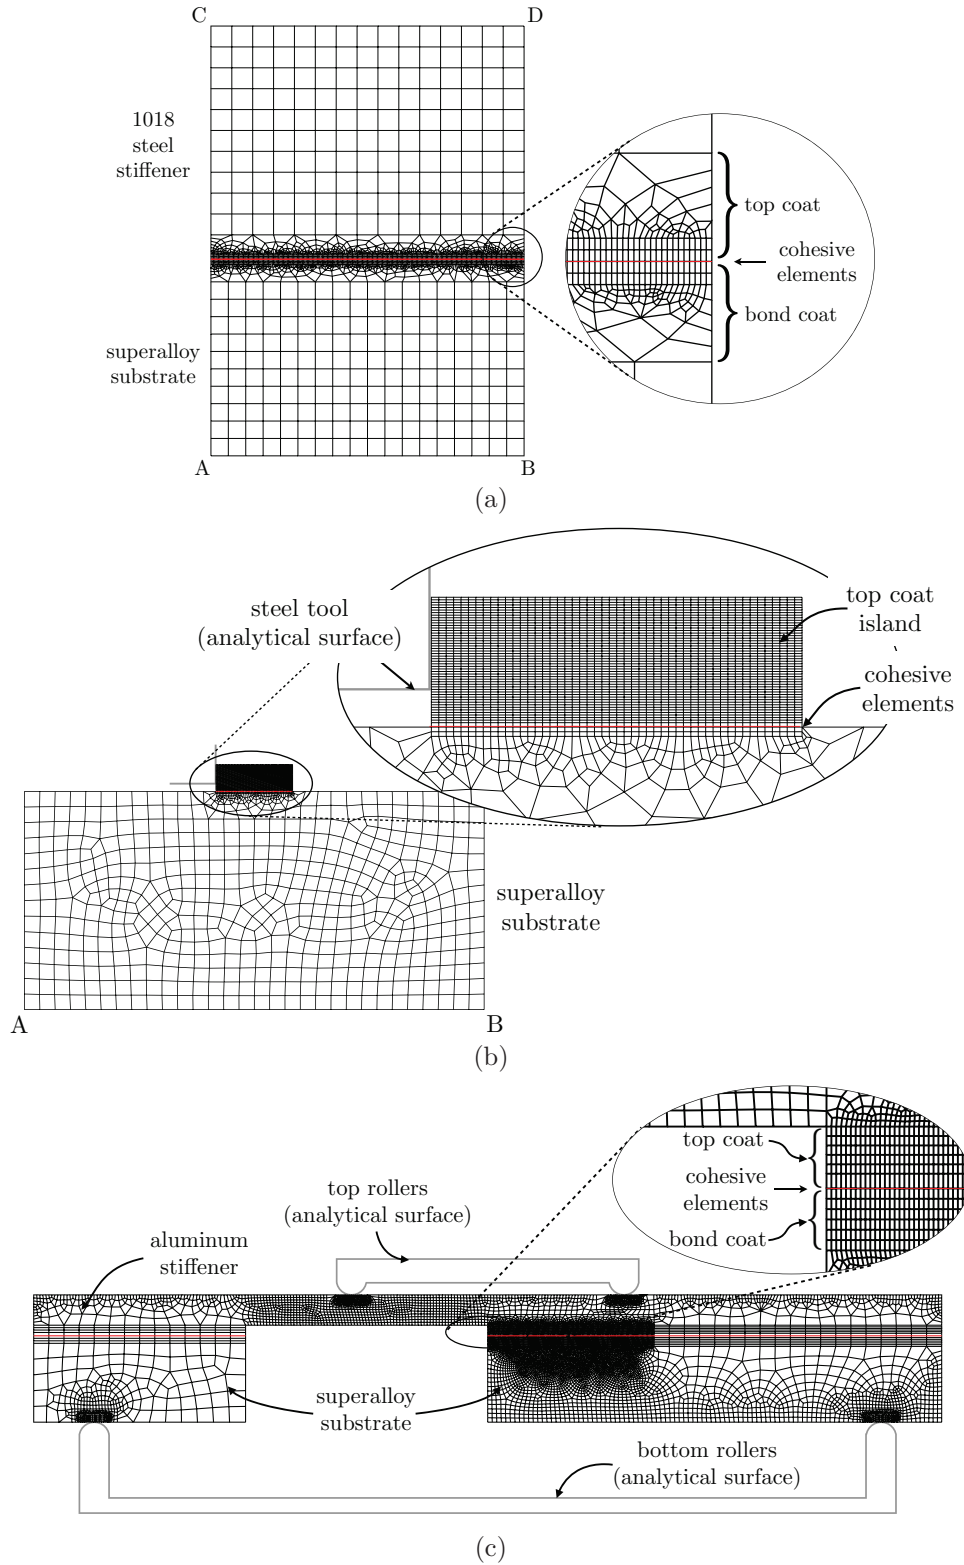 C
D
1018
steel
stiffener
top coat
cohesive
elements
bond coat
superalloy
substrate
A
B
(a)
steel tool
(analytical surface)
top coat
island
cohesive
elements
superalloy
substrate
A
B
(b)
top coat
cohesive
elements
bond coat
top rollers
(analytical surface)
aluminum
stiffener
superalloy
substrate
bottom rollers
(analytical surface)
(c)